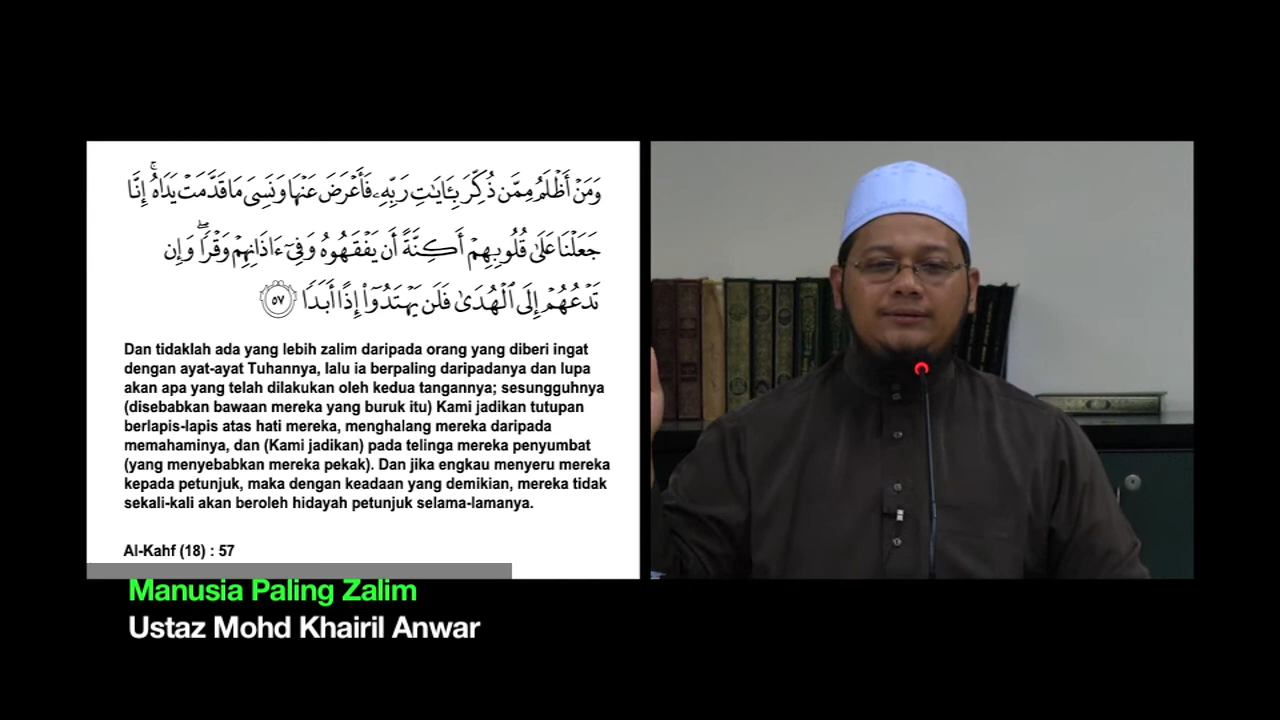 وَمَنْ أَظْلَمُ مِمَّن ذُكِّرَ بِـَٔايَٰتِ رَبِّهِۦ فَأَعْرَضَ عَنْهَا وَنَسِىَ مَا قَدَّمَتْ يَدَاهُ ۚ إِنَّا
جَعَلْنَا عَلَىٰ قُلُوبِهِمْ أَكِنَّةً أَن يَفْقَهُوهُ وَفِىٓ ءَاذَانِهِمْ وَقْرًا ۖ وَإِن
تَدْعُهُمْ إِلَى ٱلْهُدَىٰ فَلَن يَهْتَدُوٓا۟ إِذًا أَبَدًا ٥٧
Dan tidaklah ada yang lebih zalim daripada orang yang diberi ingat
dengan ayat-ayat Tuhannya, lalu ia berpaling daripadanya dan lupa
akan apa yang telah dilakukan oleh kedua tangannya; sesungguhnya
(disebabkan bawaan mereka yang buruk itu) Kami jadikan tutupan
berlapis-lapis atas hati mereka, menghalang mereka daripada
memahaminya, dan (Kami jadikan) pada telinga mereka penyumbat
(yang menyebabkan mereka pekak). Dan jika engkau menyeru mereka
kepada petunjuk, maka dengan keadaan yang demikian, mereka tidak
sekali-kali akan beroleh hidayah petunjuk selama-lamanya.
Al-Kahf (18) : 57
Manusia Paling Zalim
Ustaz Mohd Khairil Anwar